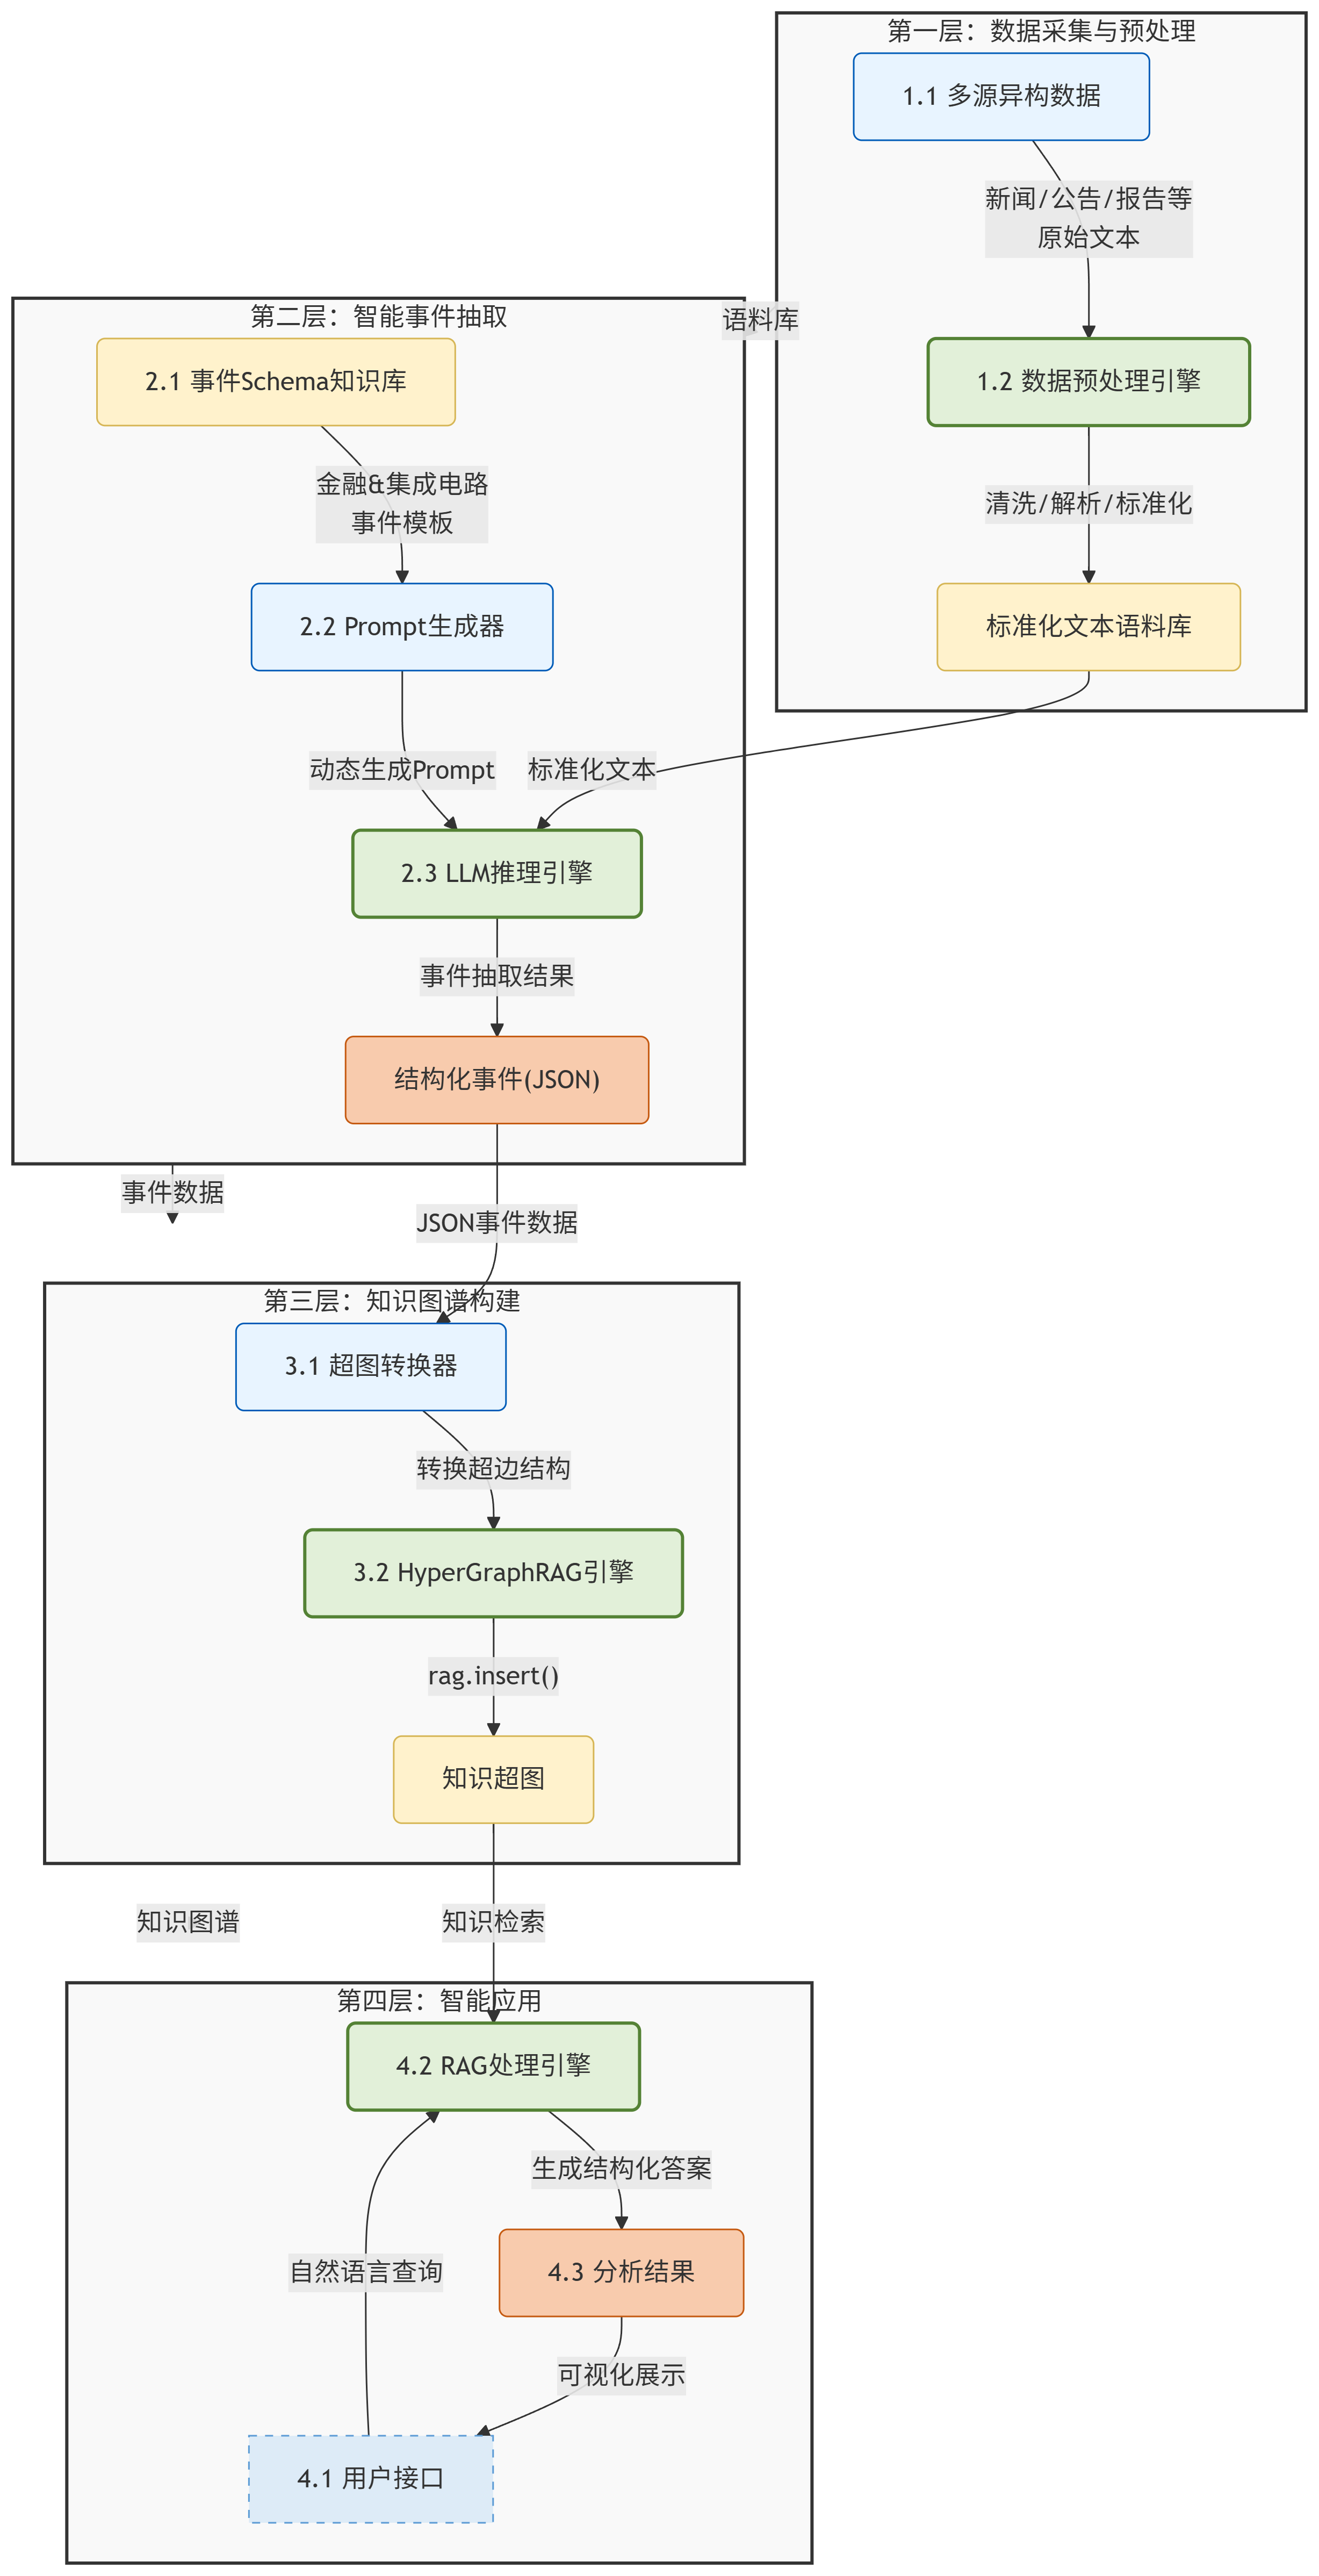 第一层：数据采集与预处理
1.1 多源异构数据
新闻/公告/报告等
原始文本
1.2 数据预处理引擎
清洗/解析/标准化
标准化文本语料库
语料库
第二层：智能事件抽取
2.1 事件Schema知识库
金融&集成电路
事件模板
2.2 Prompt生成器
动态生成Prompt
标准化文本
2.3 LLM推理引擎
事件抽取结果
结构化事件(JSON)
事件数据
JSON事件数据
第三层：知识图谱构建
3.1 超图转换器
转换超边结构
3.2 HyperGraphRAG引擎
rag.insert()
知识超图
知识图谱
知识检索
第四层：智能应用
4.2 RAG处理引擎
生成结构化答案
自然语言查询
4.3 分析结果
可视化展示
4.1 用户接口